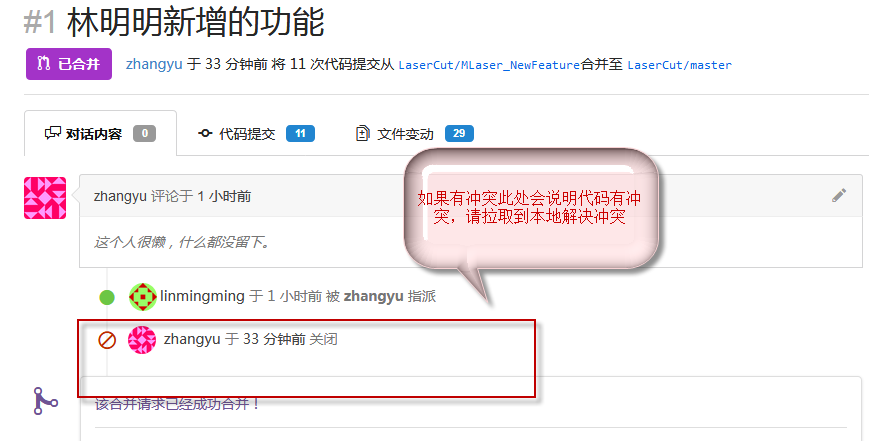 #1 林明明新增的功能
已合并 zhangyu 于 33 分钟前 将 11 次代码提交从 LaserCut/MLaser_NewFeature合并至 LaserCut/master
对话内容 0 代码提交 11 文件变动 29
zhangyu 评论于 1 小时前
如果有冲突此处会说明代码有冲
突，请拉取到本地解决冲突
这个人很懒，什么都没留下。
linmingming 于 1 小时前 被 zhangyu 指派
zhangyu 于 33 分钟前 关闭
该合并请求已经成功合并！